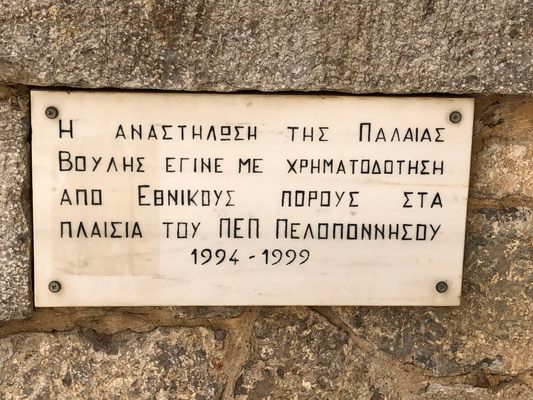 Η ΑΝΑΣΤΗΛΩΣΗ ΤΗΣ ΠΑΛΑΙΑΣ
ΒΟΥΛΗΣ ΕΓΙΝΕ ΜΕ ΧΡΗΜΑΤΟΔΟΤΗΣΗ
ΑΠΟ ΕΘΝΙΚΟΥΣ ΠΟΡΟΥΣ ΣΤΑ
ΠΛΑΙΣΙΑ ΤΟΥ ΠΕΠ ΠΕΛΟΠΟΝΝΗΣΟΥ
1994-1999